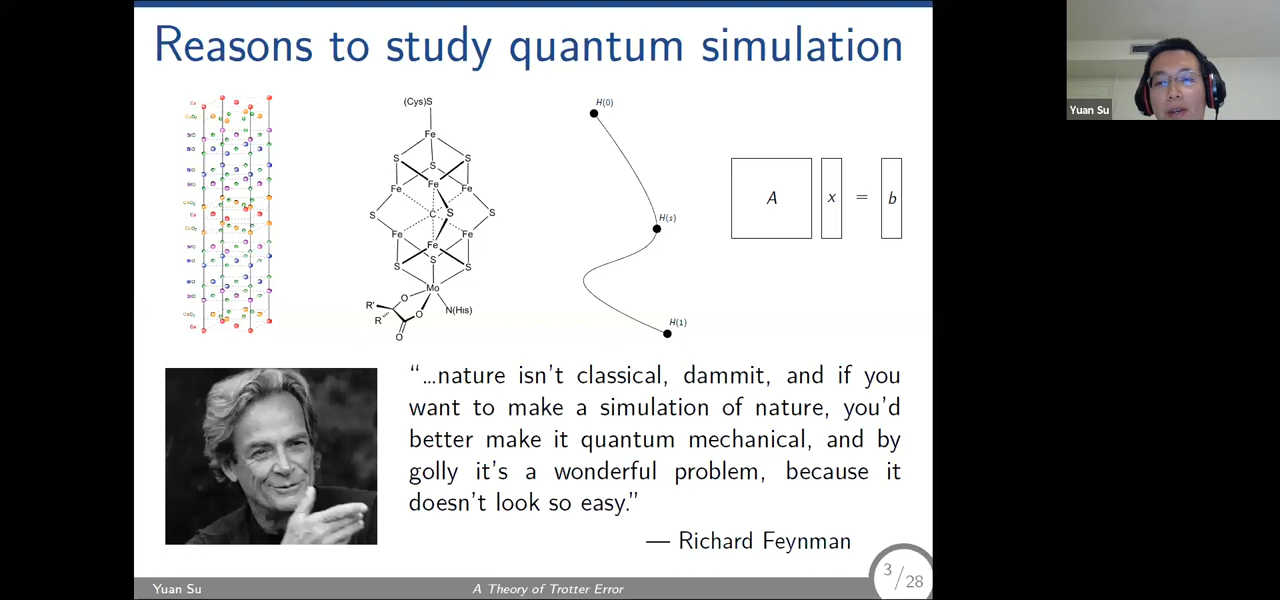 Reasons to study quantum simulation
(Cys)S
Fe
S
S
S
Fe
Fe
Fe
S
C
S
S
Fe
Fe
Fe
S
S
S
Mo
R'
O
R
O
N(His)
O
H(0)
H(s)
H(1)
A x = b
“...nature isn't classical, dammit, and if you
want to make a simulation of nature, you'd
better make it quantum mechanical, and by
golly it's a wonderful problem, because it
doesn't look so easy.”
— Richard Feynman
Yuan Su
A Theory of Trotter Error
3/28
Yuan Su